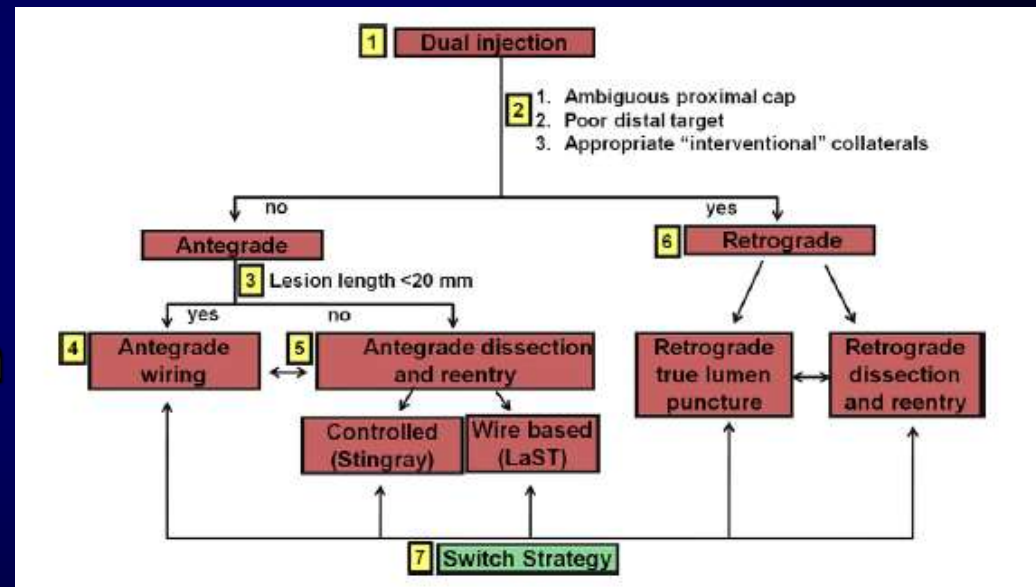 1 Dual injection
2
1. Ambiguous proximal cap
2. Poor distal target
3. Appropriate “interventional” collaterals
no
yes
Antegrade
6 Retrograde
3 Lesion length <20 mm
yes
no
4 Antegrade
wiring
5 Antegrade dissection
and reentry
Retrograde
true lumen
puncture
Retrograde
dissection
and reentry
Controlled
(Stingray)
Wire based
(LaST)
7 Switch Strategy